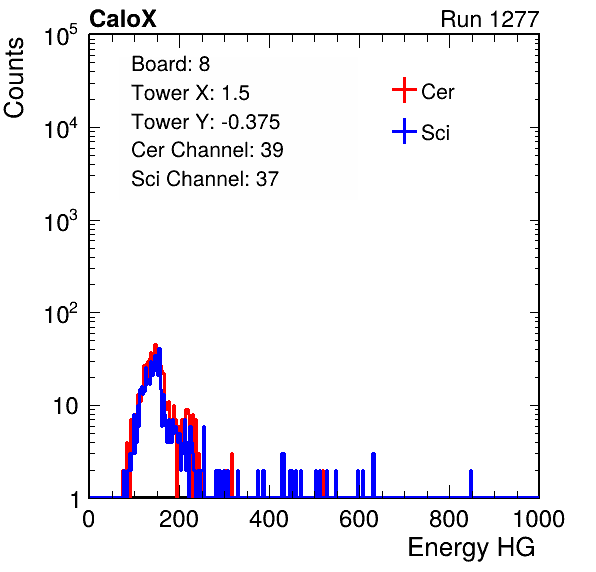 CaloX Run 1277
Counts
Board: 8
Tower X: 1.5
Tower Y: -0.375
Cer Channel: 39
Sci Channel: 37
Cer
Sci
10^5
10^4
10^3
10^2
10
1
0 200 400 600 800 1000
Energy HG